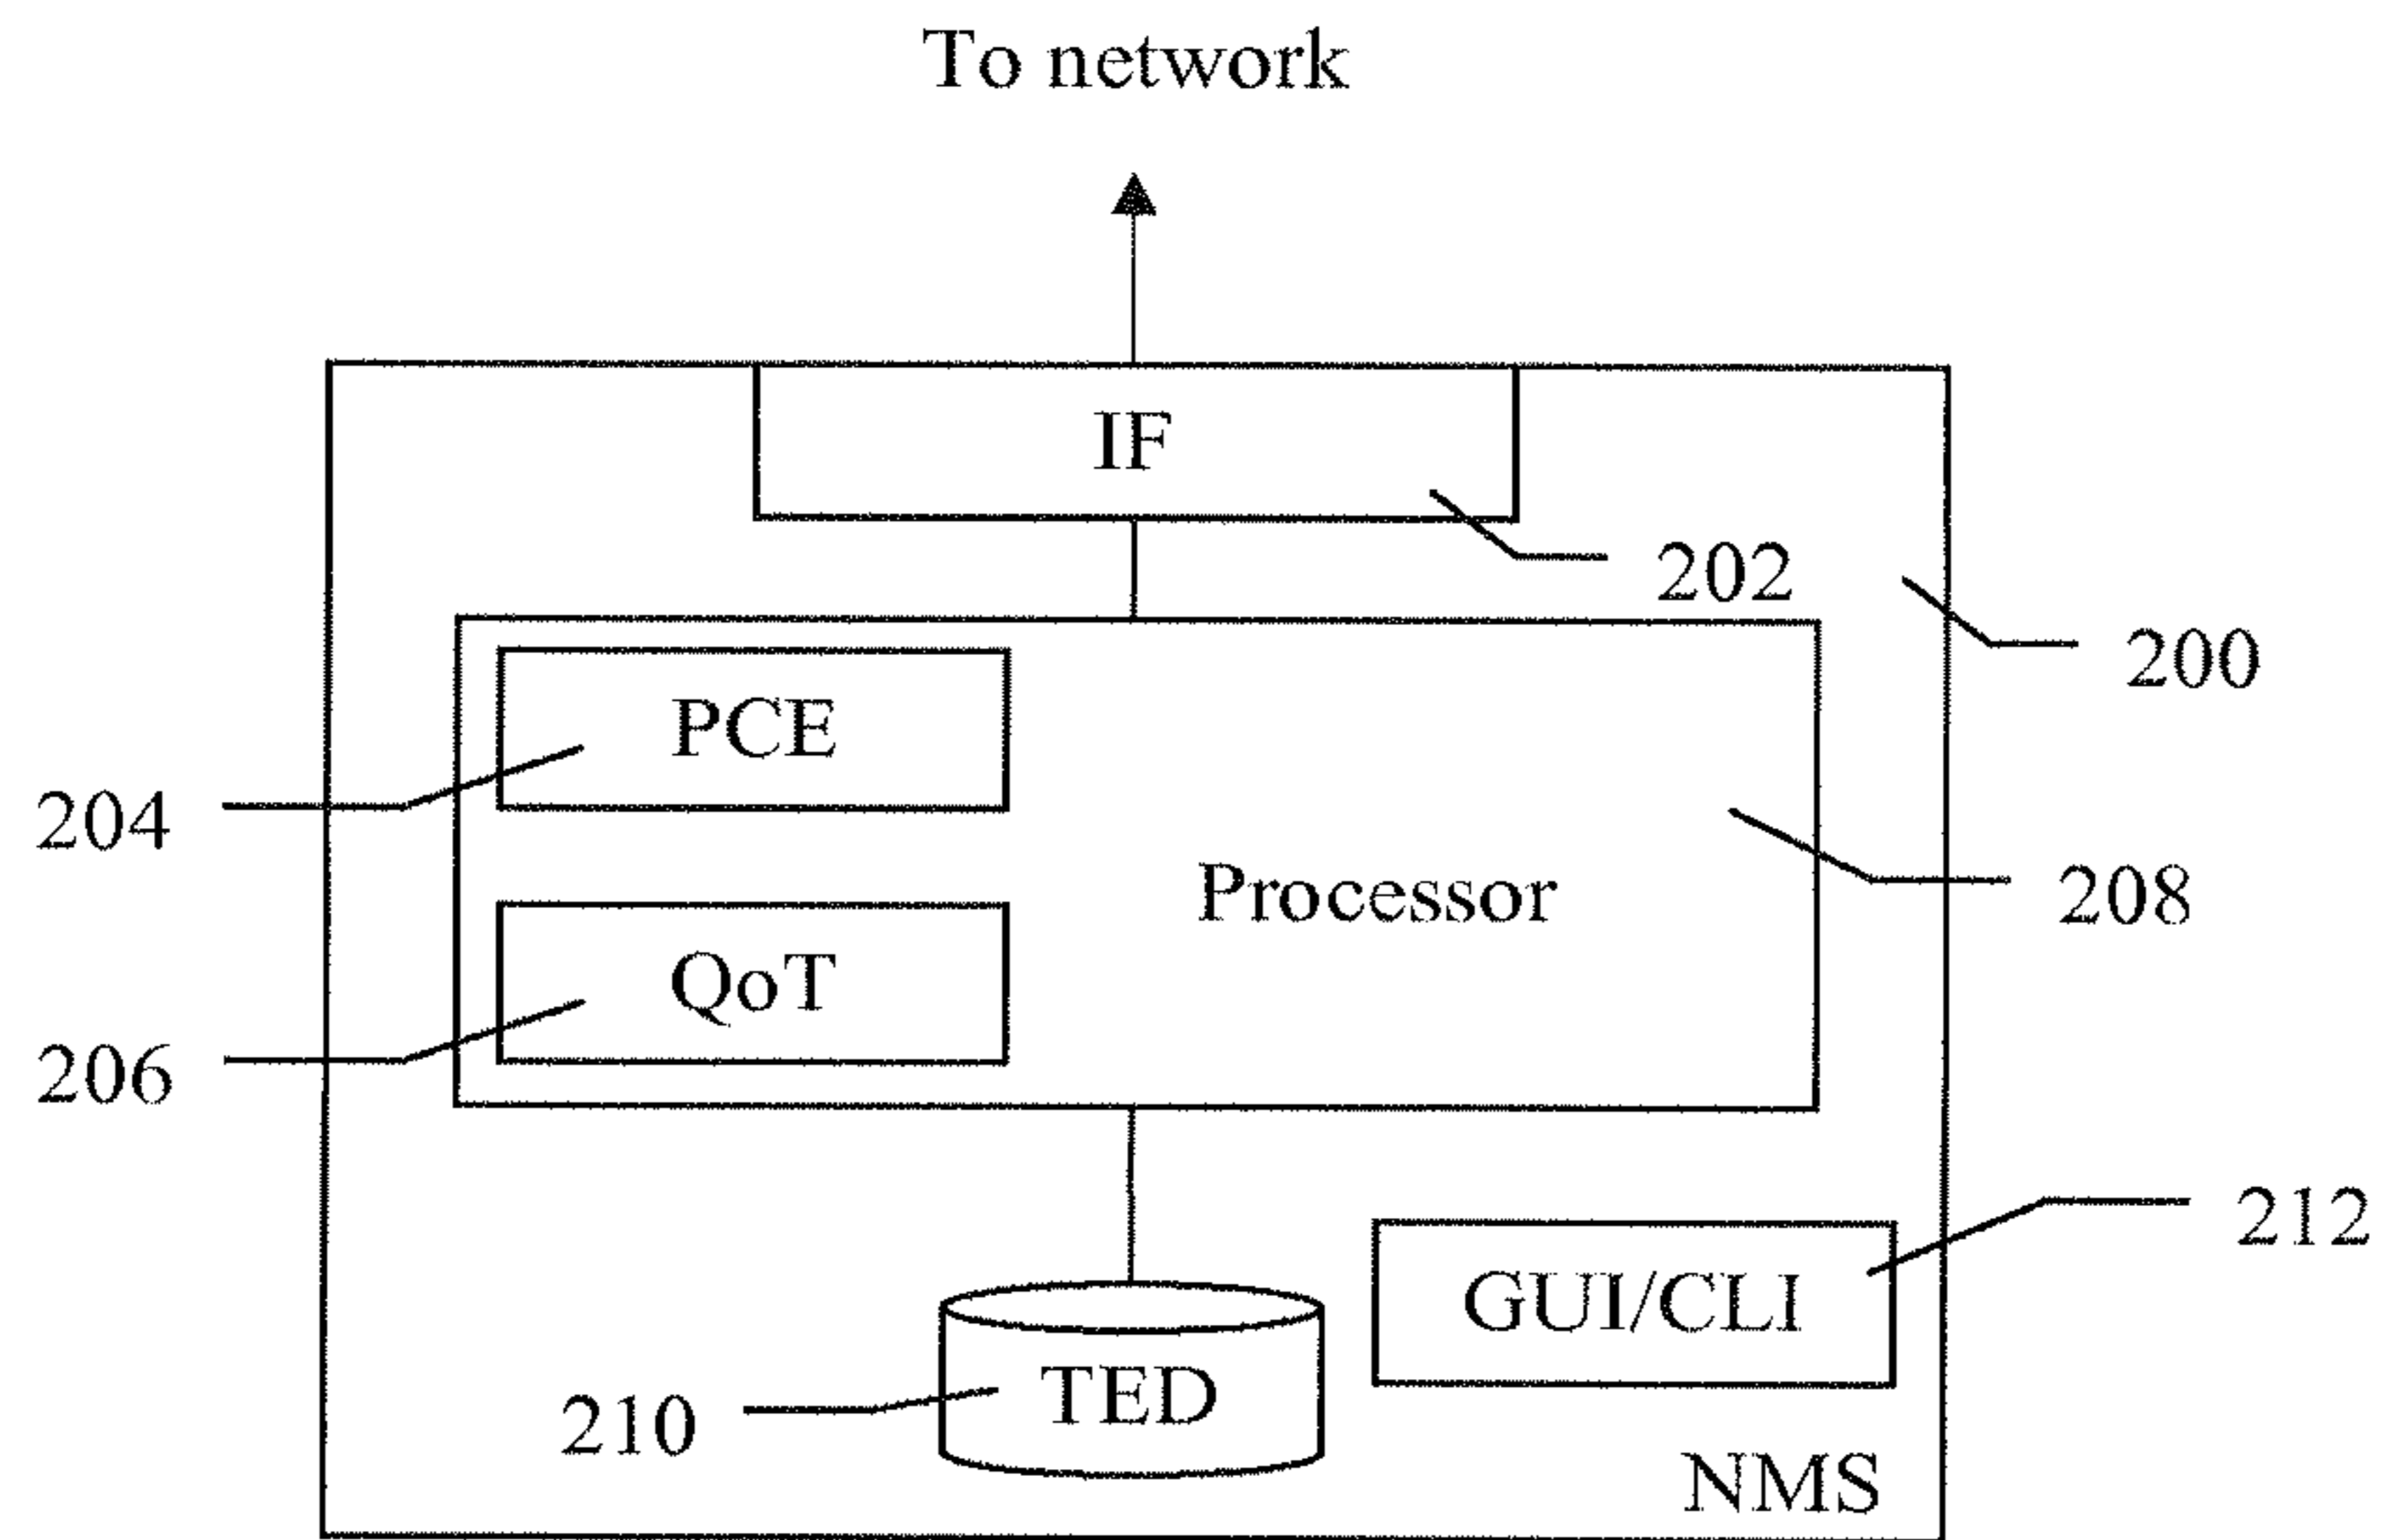 To network
IF
202
200
PCE
204
Processor
208
QoT
206
212
GUI/CLI
TED
210
NMS